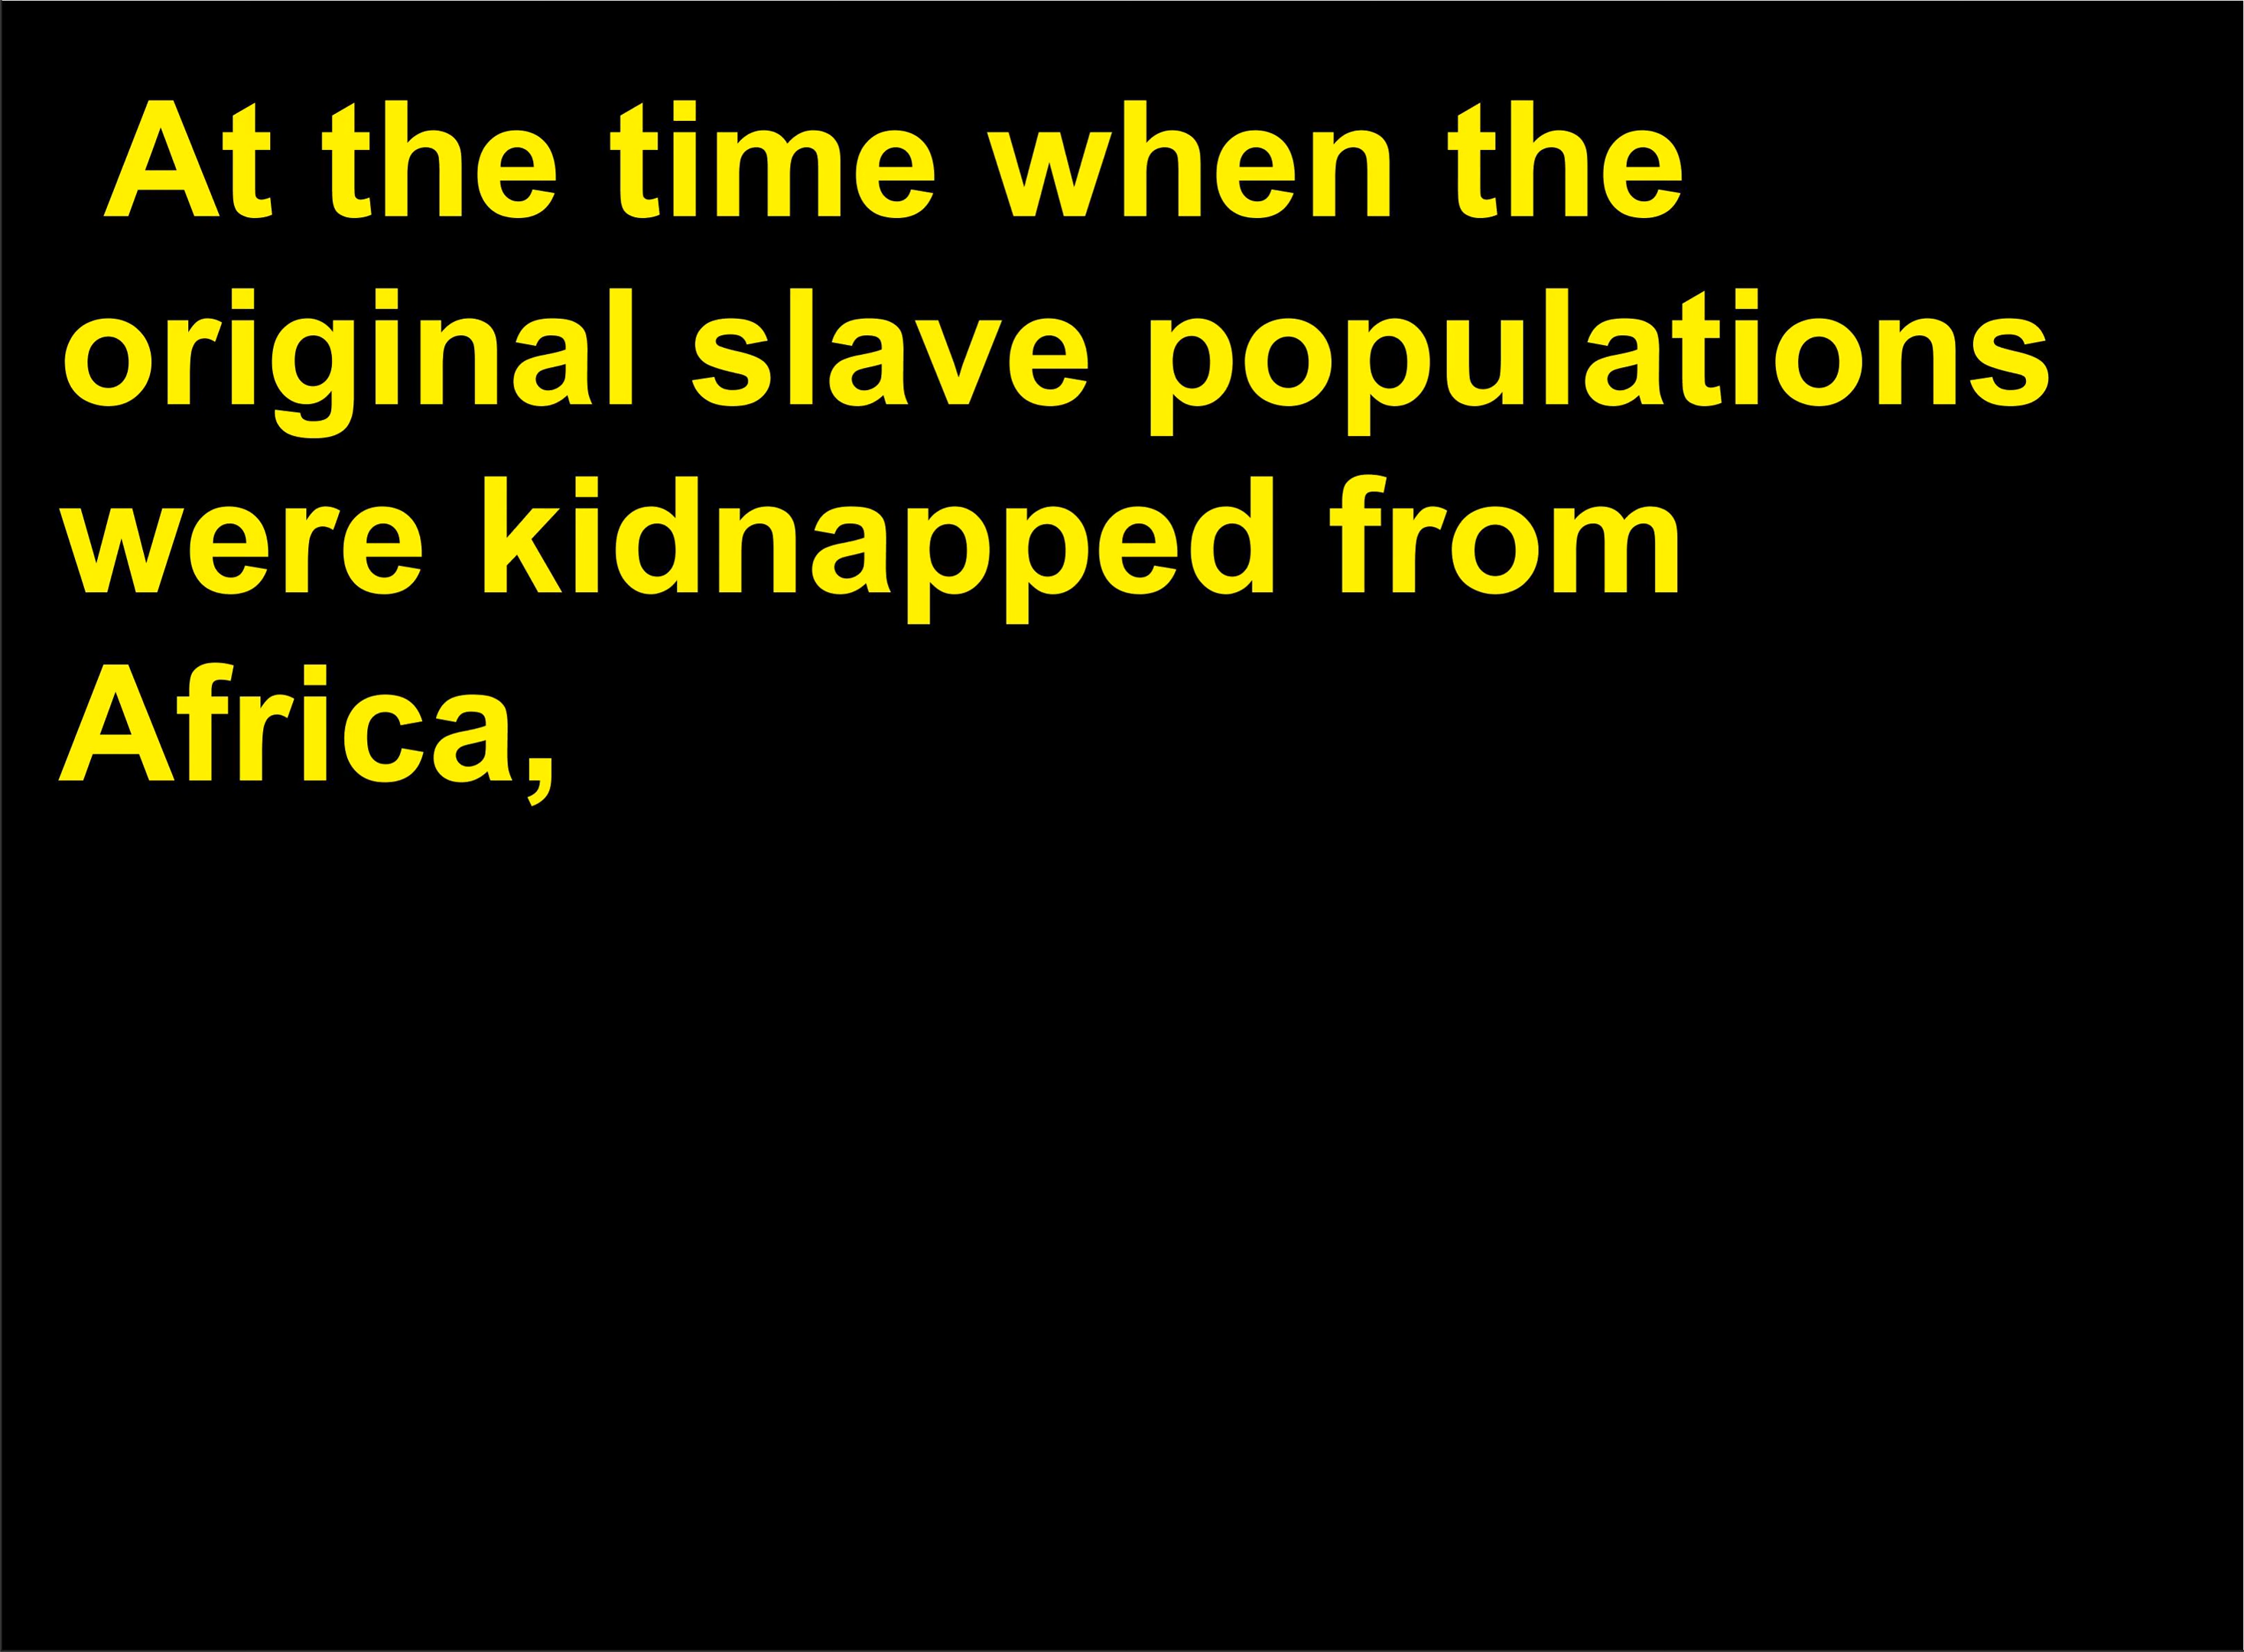 At the time when the
original slave populations
were kidnapped from
Africa,